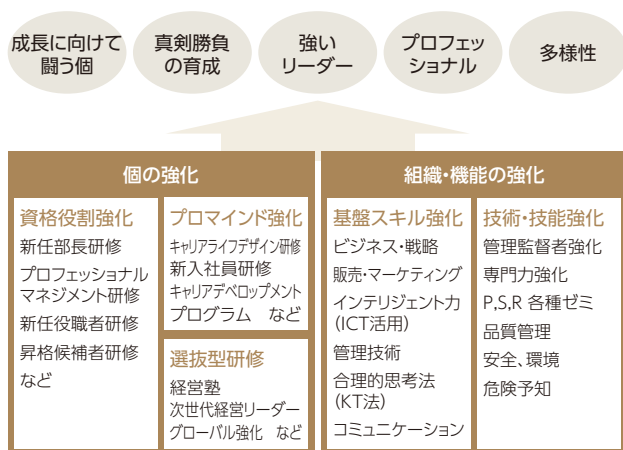 成長に向けて
闘う個
真剣勝負
の育成
強い
リーダー
プロフェッ
ショナル
多様性
個の強化
資格役割強化
新任部長研修
プロフェッショナル
マネジメント研修
新任役職者研修
昇格候補者研修
など
プロマインド強化
キャリアライフデザイン研修
新入社員研修
キャリアデベロップメント
プログラム など
選抜型研修
経営塾
次世代経営リーダー
グローバル強化 など
組織・機能の強化
基盤スキル強化
ビジネス・戦略
販売・マーケティング
インテリジェント力
(ICT活用)
管理技術
合理的思考法
(KT法)
コミュニケーション
技術・技能強化
管理監督者強化
専門力強化
P,S,R 各種ゼミ
品質管理
安全、環境
危険予知